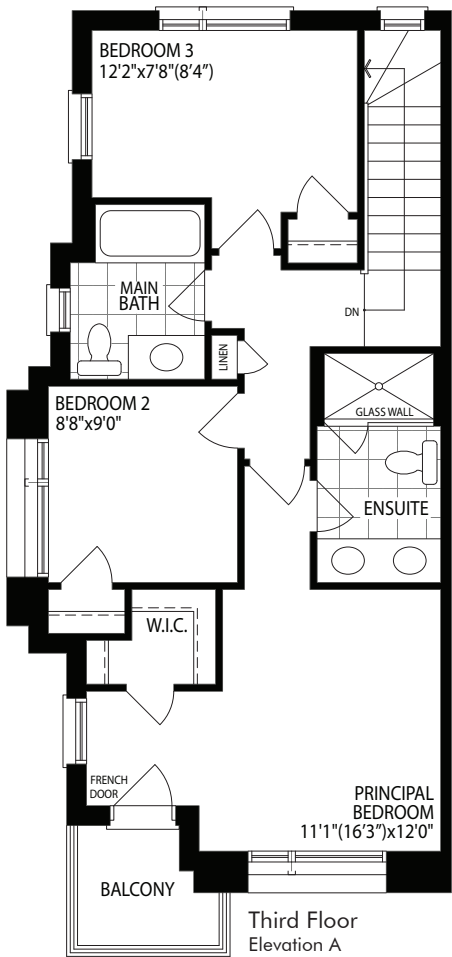 BEDROOM 3
12'2"x7'8"(8'4")
MAIN
BATH
DN
LINEN
BEDROOM 2
8'8"x9'0"
GLASS WALL
ENSUITE
W.I.C.
FRENCH
DOOR
PRINCIPAL
BEDROOM
11'1"(16'3")x12'0"
BALCONY
Third Floor
Elevation A